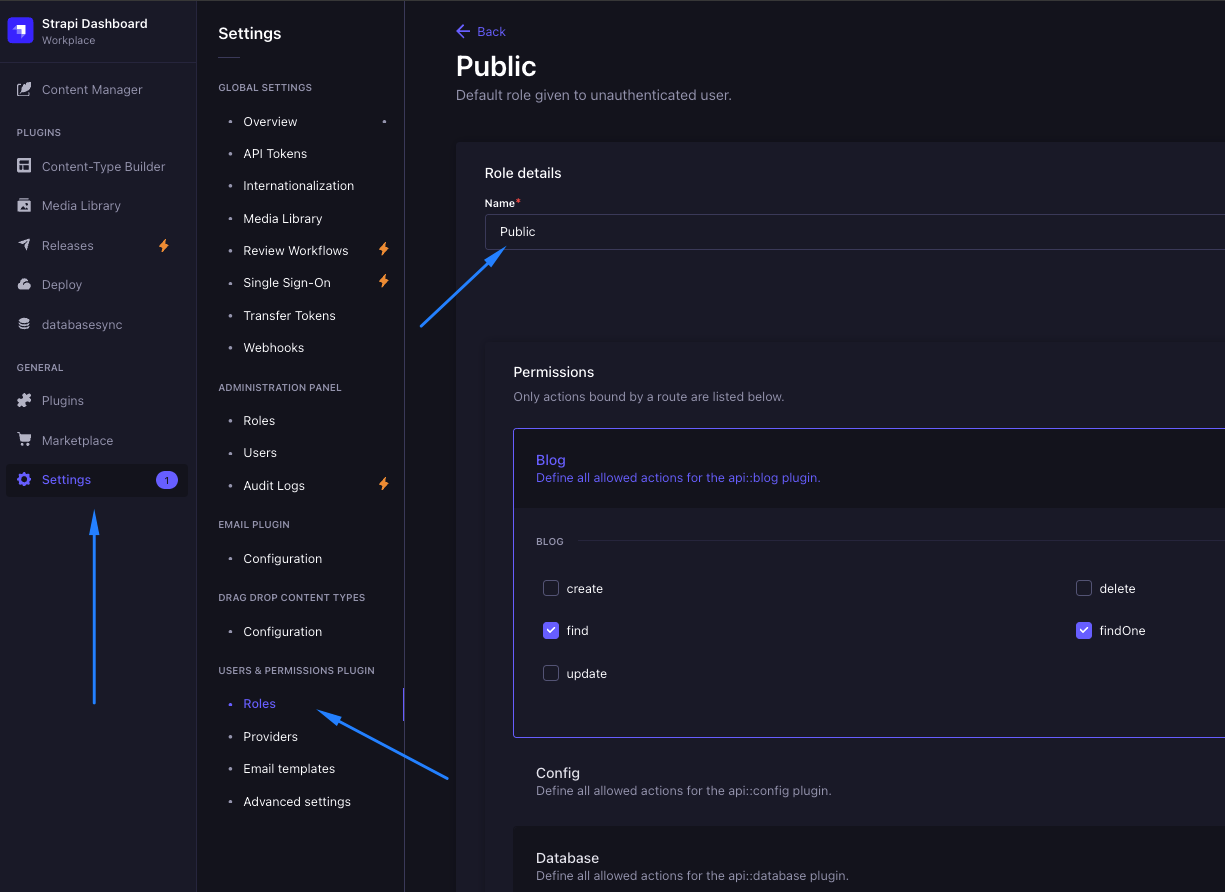 Strapi Dashboard
Workplace
Content Manager
PLUGINS
Content-Type Builder
Media Library
Releases
Deploy
databasesync
GENERAL
Plugins
Marketplace
Settings 1
Settings
GLOBAL SETTINGS
Overview
API Tokens
Internationalization
Media Library
Review Workflows
Single Sign-On
Transfer Tokens
Webhooks
ADMINISTRATION PANEL
Roles
Users
Audit Logs
EMAIL PLUGIN
Configuration
DRAG DROP CONTENT TYPES
Configuration
USERS & PERMISSIONS PLUGIN
Roles
Providers
Email templates
Advanced settings
Back
Public
Default role given to unauthenticated user.
Role details
Name*
Public
Permissions
Only actions bound by a route are listed below.
Blog
Define all allowed actions for the api::blog plugin.
BLOG
create delete
find findOne
update
Config
Define all allowed actions for the api::config plugin.
Database
Define all allowed actions for the api::database plugin.